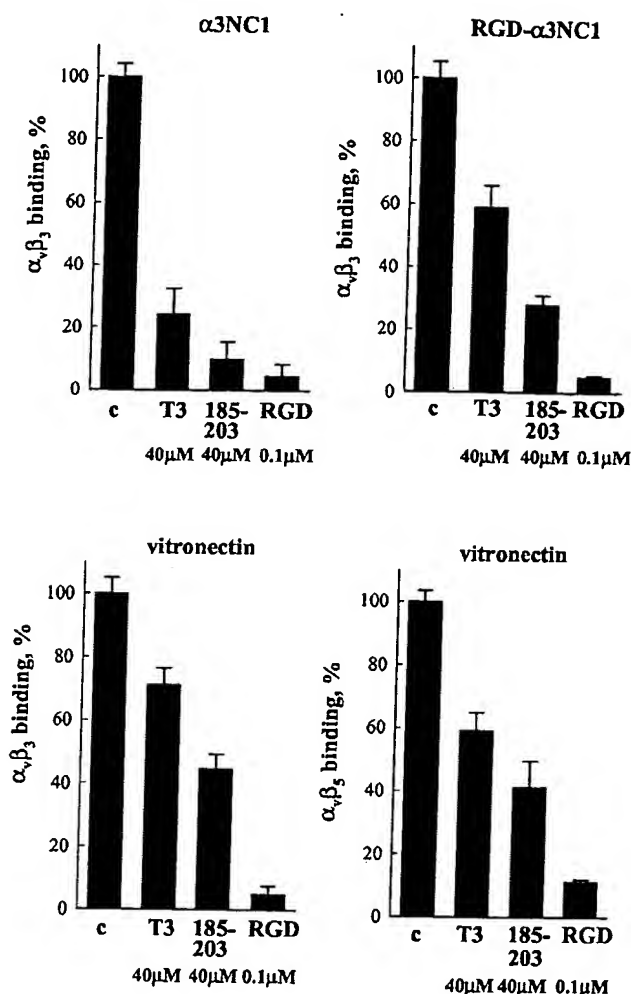 α3NC1
αvβ3 binding, %
100
80
60
40
20
0
c T3 185-203 RGD
40μM 40μM 0.1μM
RGD-α3NC1
αvβ3 binding, %
100
80
60
40
20
0
c T3 185-203 RGD
40μM 40μM 0.1μM
vitronectin
αvβ3 binding, %
100
80
60
40
20
0
c T3 185-203 RGD
40μM 40μM 0.1μM
vitronectin
αvβ5 binding, %
100
80
60
40
20
0
c T3 185-203 RGD
40μM 40μM 0.1μM